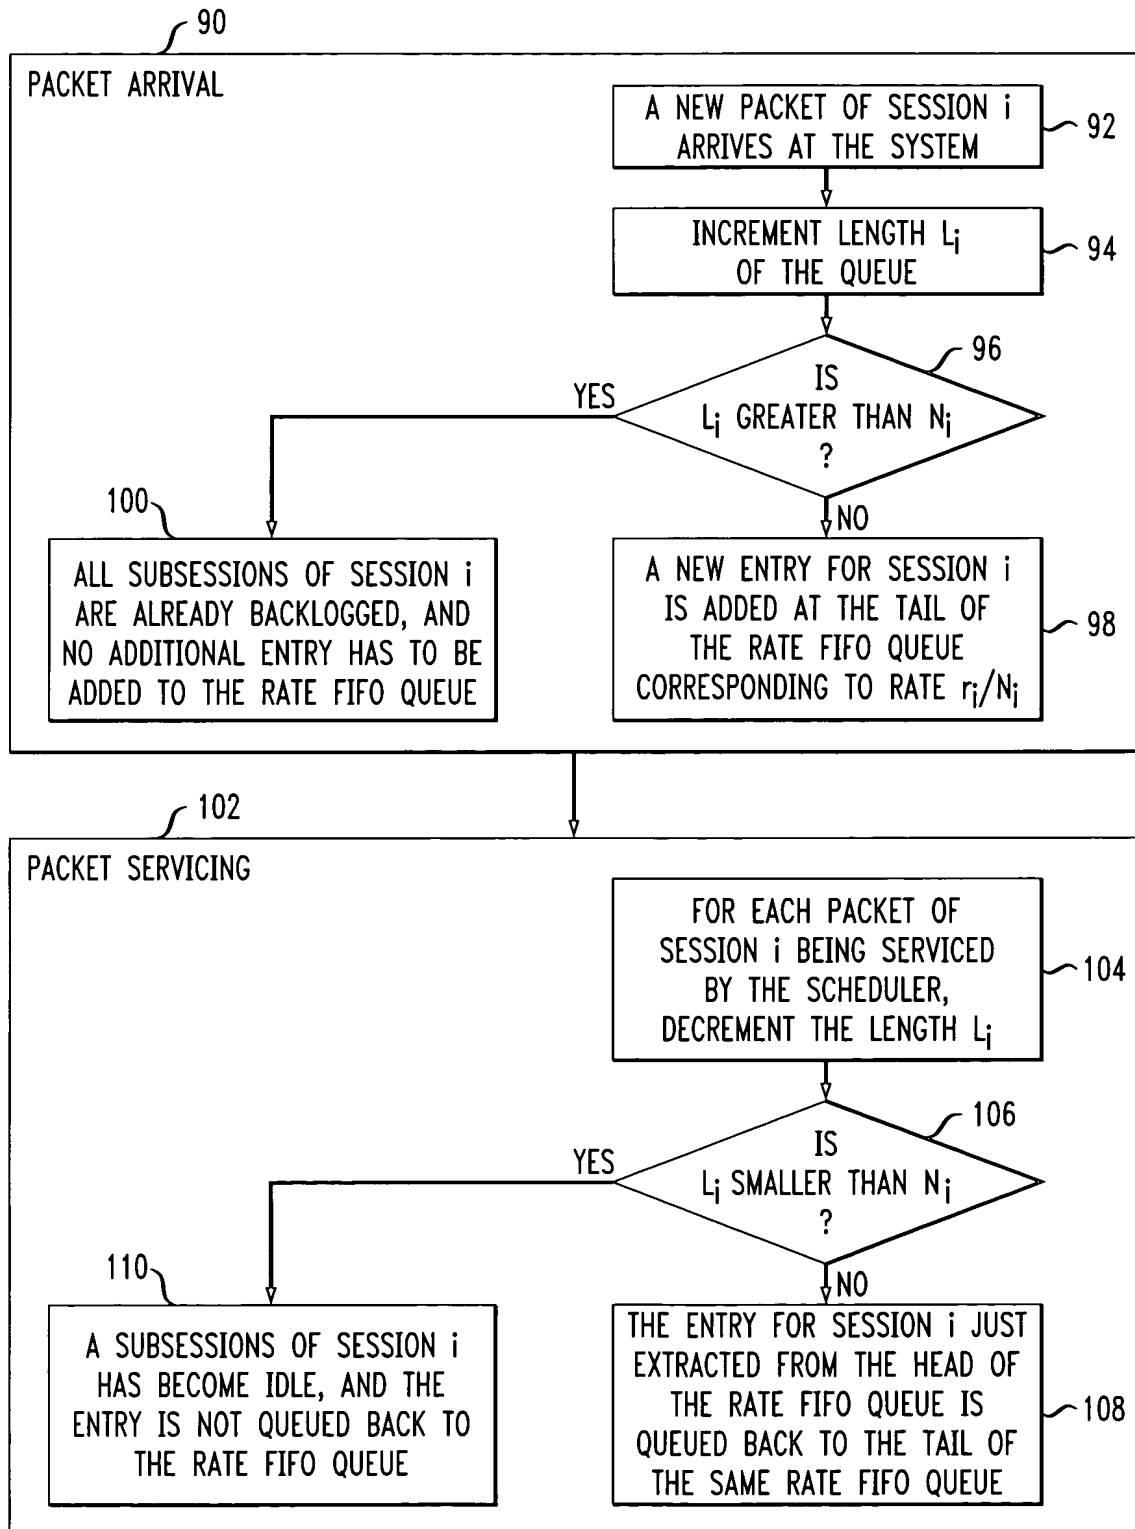 90
PACKET ARRIVAL
A NEW PACKET OF SESSION i
ARRIVES AT THE SYSTEM
92
INCREMENT LENGTH Li
OF THE QUEUE
94
96
IS
Li GREATER THAN Ni
?
YES
NO
100
ALL SUBSESSIONS OF SESSION i
ARE ALREADY BACKLOGGED, AND
NO ADDITIONAL ENTRY HAS TO BE
ADDED TO THE RATE FIFO QUEUE
A NEW ENTRY FOR SESSION i
IS ADDED AT THE TAIL OF
THE RATE FIFO QUEUE
CORRESPONDING TO RATE ri/Ni
98
102
PACKET SERVICING
FOR EACH PACKET OF
SESSION i BEING SERVICED
BY THE SCHEDULER,
DECREMENT THE LENGTH Li
104
106
IS
Li SMALLER THAN Ni
?
YES
NO
110
A SUBSESSIONS OF SESSION i
HAS BECOME IDLE, AND THE
ENTRY IS NOT QUEUED BACK TO
THE RATE FIFO QUEUE
THE ENTRY FOR SESSION i JUST
EXTRACTED FROM THE HEAD OF
THE RATE FIFO QUEUE IS
QUEUED BACK TO THE TAIL OF
THE SAME RATE FIFO QUEUE
108